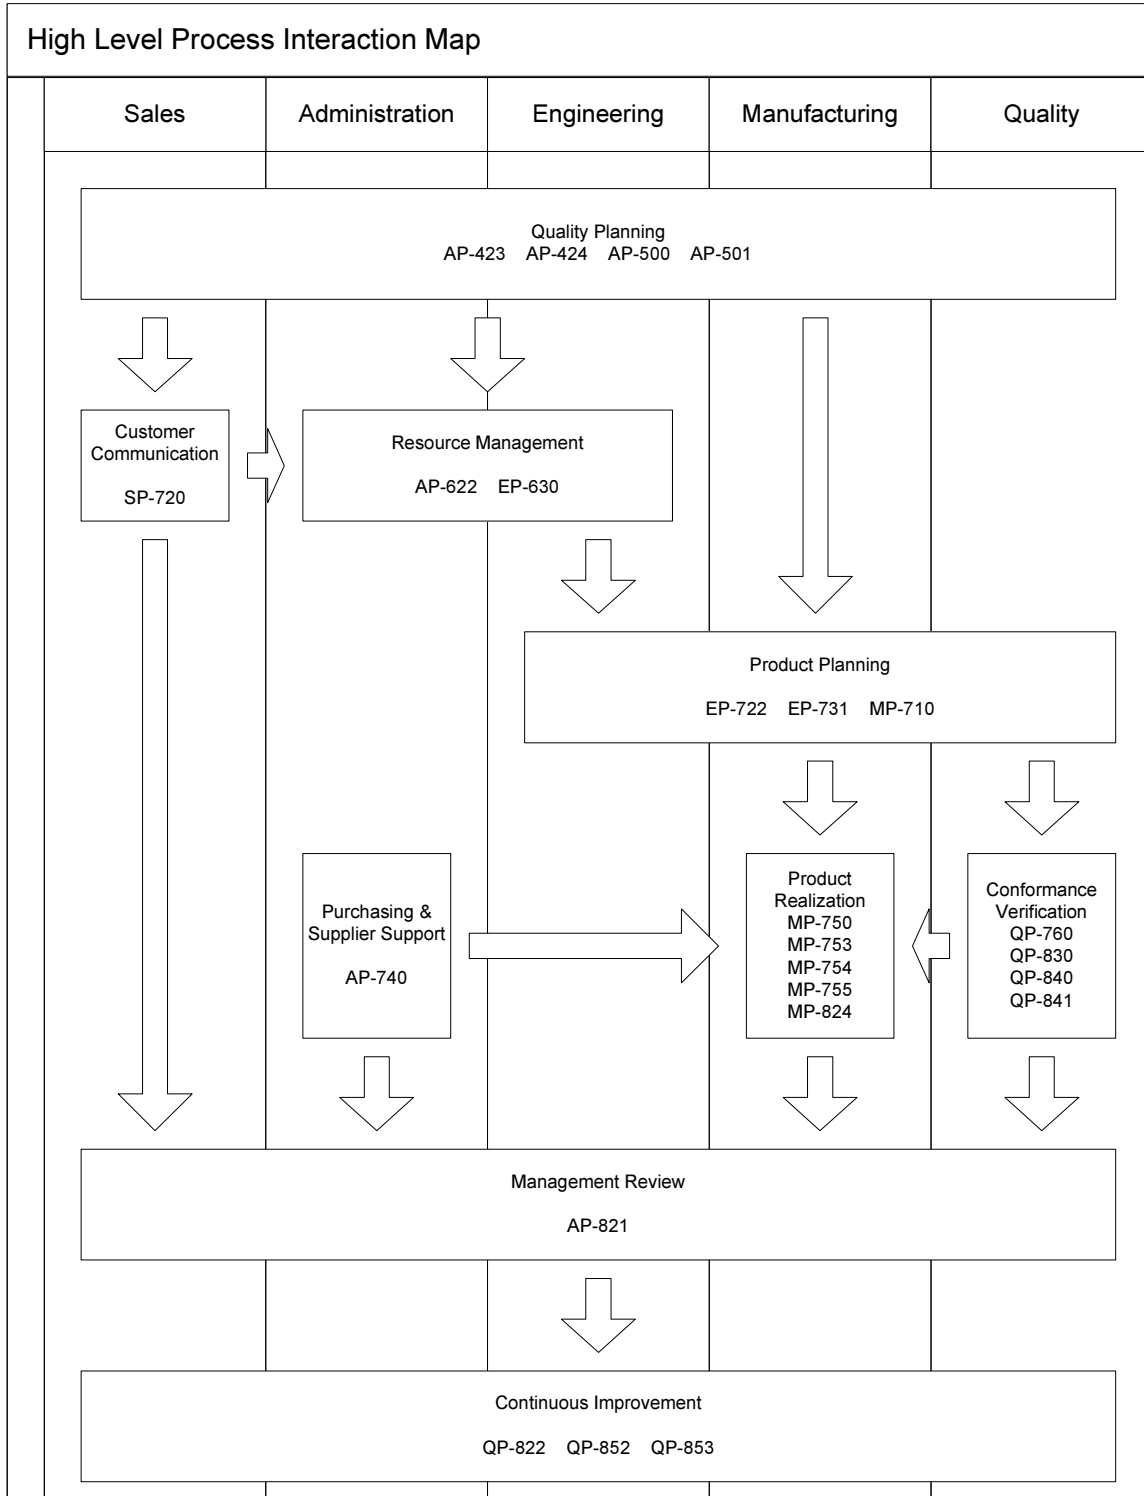 High Level Process Interaction Map
Sales
Administration
Engineering
Manufacturing
Quality
Quality Planning
AP-423 AP-424 AP-500 AP-501
Customer
Communication
SP-720
Resource Management
AP-622 EP-630
Product Planning
EP-722 EP-731 MP-710
Purchasing &
Supplier Support
AP-740
Product
Realization
MP-750
MP-753
MP-754
MP-755
MP-824
Conformance
Verification
QP-760
QP-830
QP-840
QP-841
Management Review
AP-821
Continuous Improvement
QP-822 QP-852 QP-853